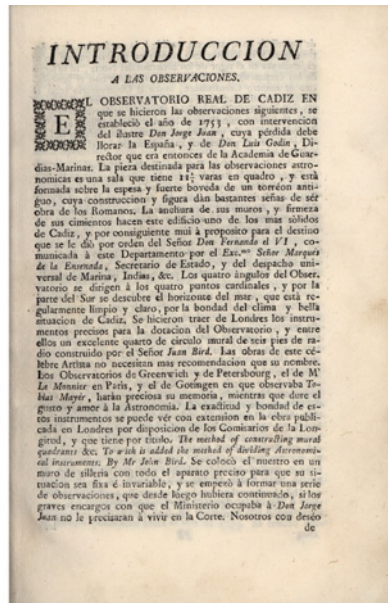 INTRODUCCION
A LAS OBSERVACIONES.
EL OBSERVATORIO REAL DE CADIZ EN
que se hicieron las observaciones siguientes, se
estableció el año de 1753, con intervención
del ilustre Don Jorge Juan, cuya pérdida debe
llorar la España, y de Don Luis Godin, Di-
rector que era entonces de la Academia de Guar-
dias-Marinas. La pieza destinada para las observaciones astro-
nomicas es una sala que tiene 11½ varas en quadro, y está
formada sobre la espesa y fuerte boveda de un torréon anti-
guo, cuya construccion y figura dàn bastantes señas de sér
obra de los Romanos. La anchura de sus muros, y firmeza
de sus cimientos hacen este edificio uno de los mas sólidos
de Cadiz, y por consiguiente mui à proposito para el destino
que se le diò por orden del Señor Don Fernando el VI, co-
municada à este Departamento por el Exc.mo Señor Marqués
de la Ensenada, Secretario de Estado, y del despacho uni-
versal de Marina, Indias, &c. Los quatro ángulos del Obser-
vatorio se dirigen à los quatro puntos cardinales, y por la
parte del Sur se descubre el horizonte del mar, que está re-
gularmente limpio y claro, por la bondad del clima y bella
situacion de Cadiz. Se hicieron traer de Londres los instru-
mentos precisos para la dotacion del Observatorio, y entre
ellos un excelente quarto de circulo mural de seis pies de ra-
dio construido por el Señor Juan Bird. Las obras de este cé-
lebre Artista no necesitan mas recomendacion que su nombre.
Los Observatorios de Greenvich y de Petersbourg, el de Mr
Le Monnier en Paris, y el de Gotingen en que observaba To-
bias Mayér, harán preciosa su memoria, mientras que dure el
gusto y amor à la Astronomía. La exactitud y bondad de es-
tos instrumentos se puede vér con extension en la obra publi-
cada en Londres por disposicion de los Comisarios de la Lon-
gitud, y que tiene por titulo. The method of constructing mural
quadrants &c. To wich is added the method of dividing Astronomi-
cal instruments. By Mr John Bird. Se colocò el nuestro en un
muro de silleria con todo el aparato preciso para que su si-
tuacion sea fixa é invariable, y se empezò à formar una serie
de observaciones, que desde luego hubiera continuado, si los
graves encargos con que el Ministerio ocupaba à Don Jorge
Juan no le precisaran à vivir en la Corte. Nosotros con deséo
de